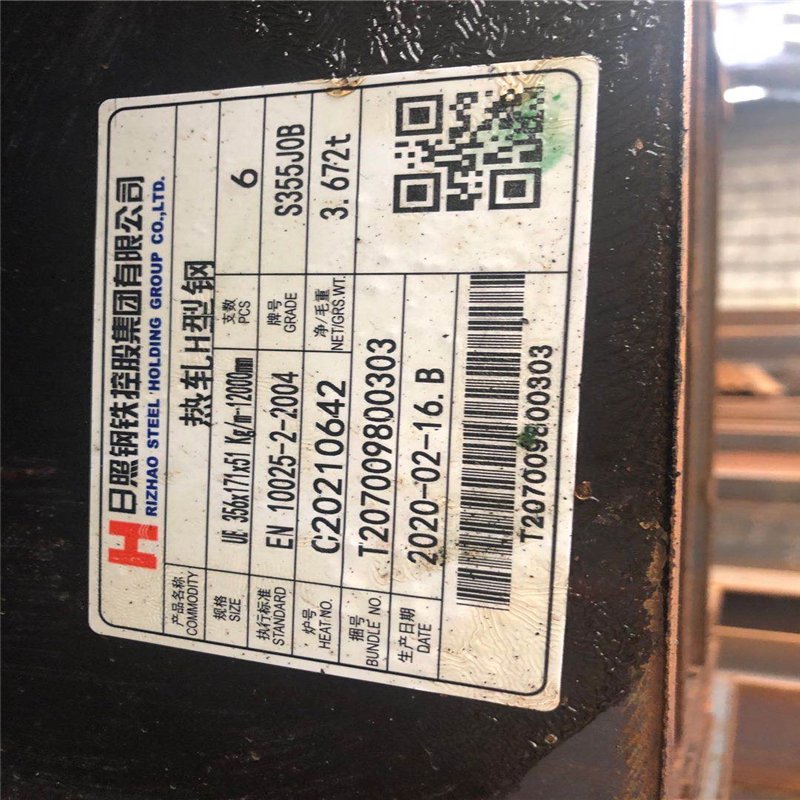 日照钢铁控股集团有限公司
RIZHAO STEEL HOLDING GROUP CO.,LTD.
产品名称 COMMODITY 热轧H型钢
规格 SIZE UB 356x171x51 Kg/m-12000mm 支数 PCS 6
执行标准 STANDARD EN 10025-2-2004 牌号 GRADE S355J0B
炉号 HEAT NO. C20210642 净/毛重 NET/GRS.WT. 3.672t
捆号 BUNDLE NO. T207009800303
生产日期 DATE 2020-02-16.B
T207009800303